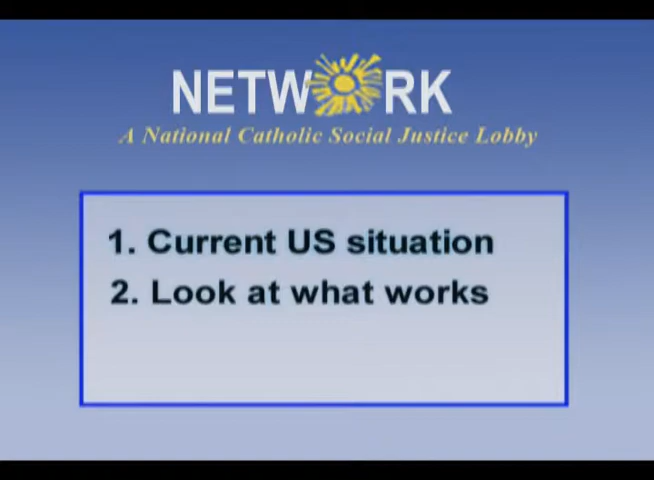 NETWORK
A National Catholic Social Justice Lobby
1. Current US situation
2. Look at what works